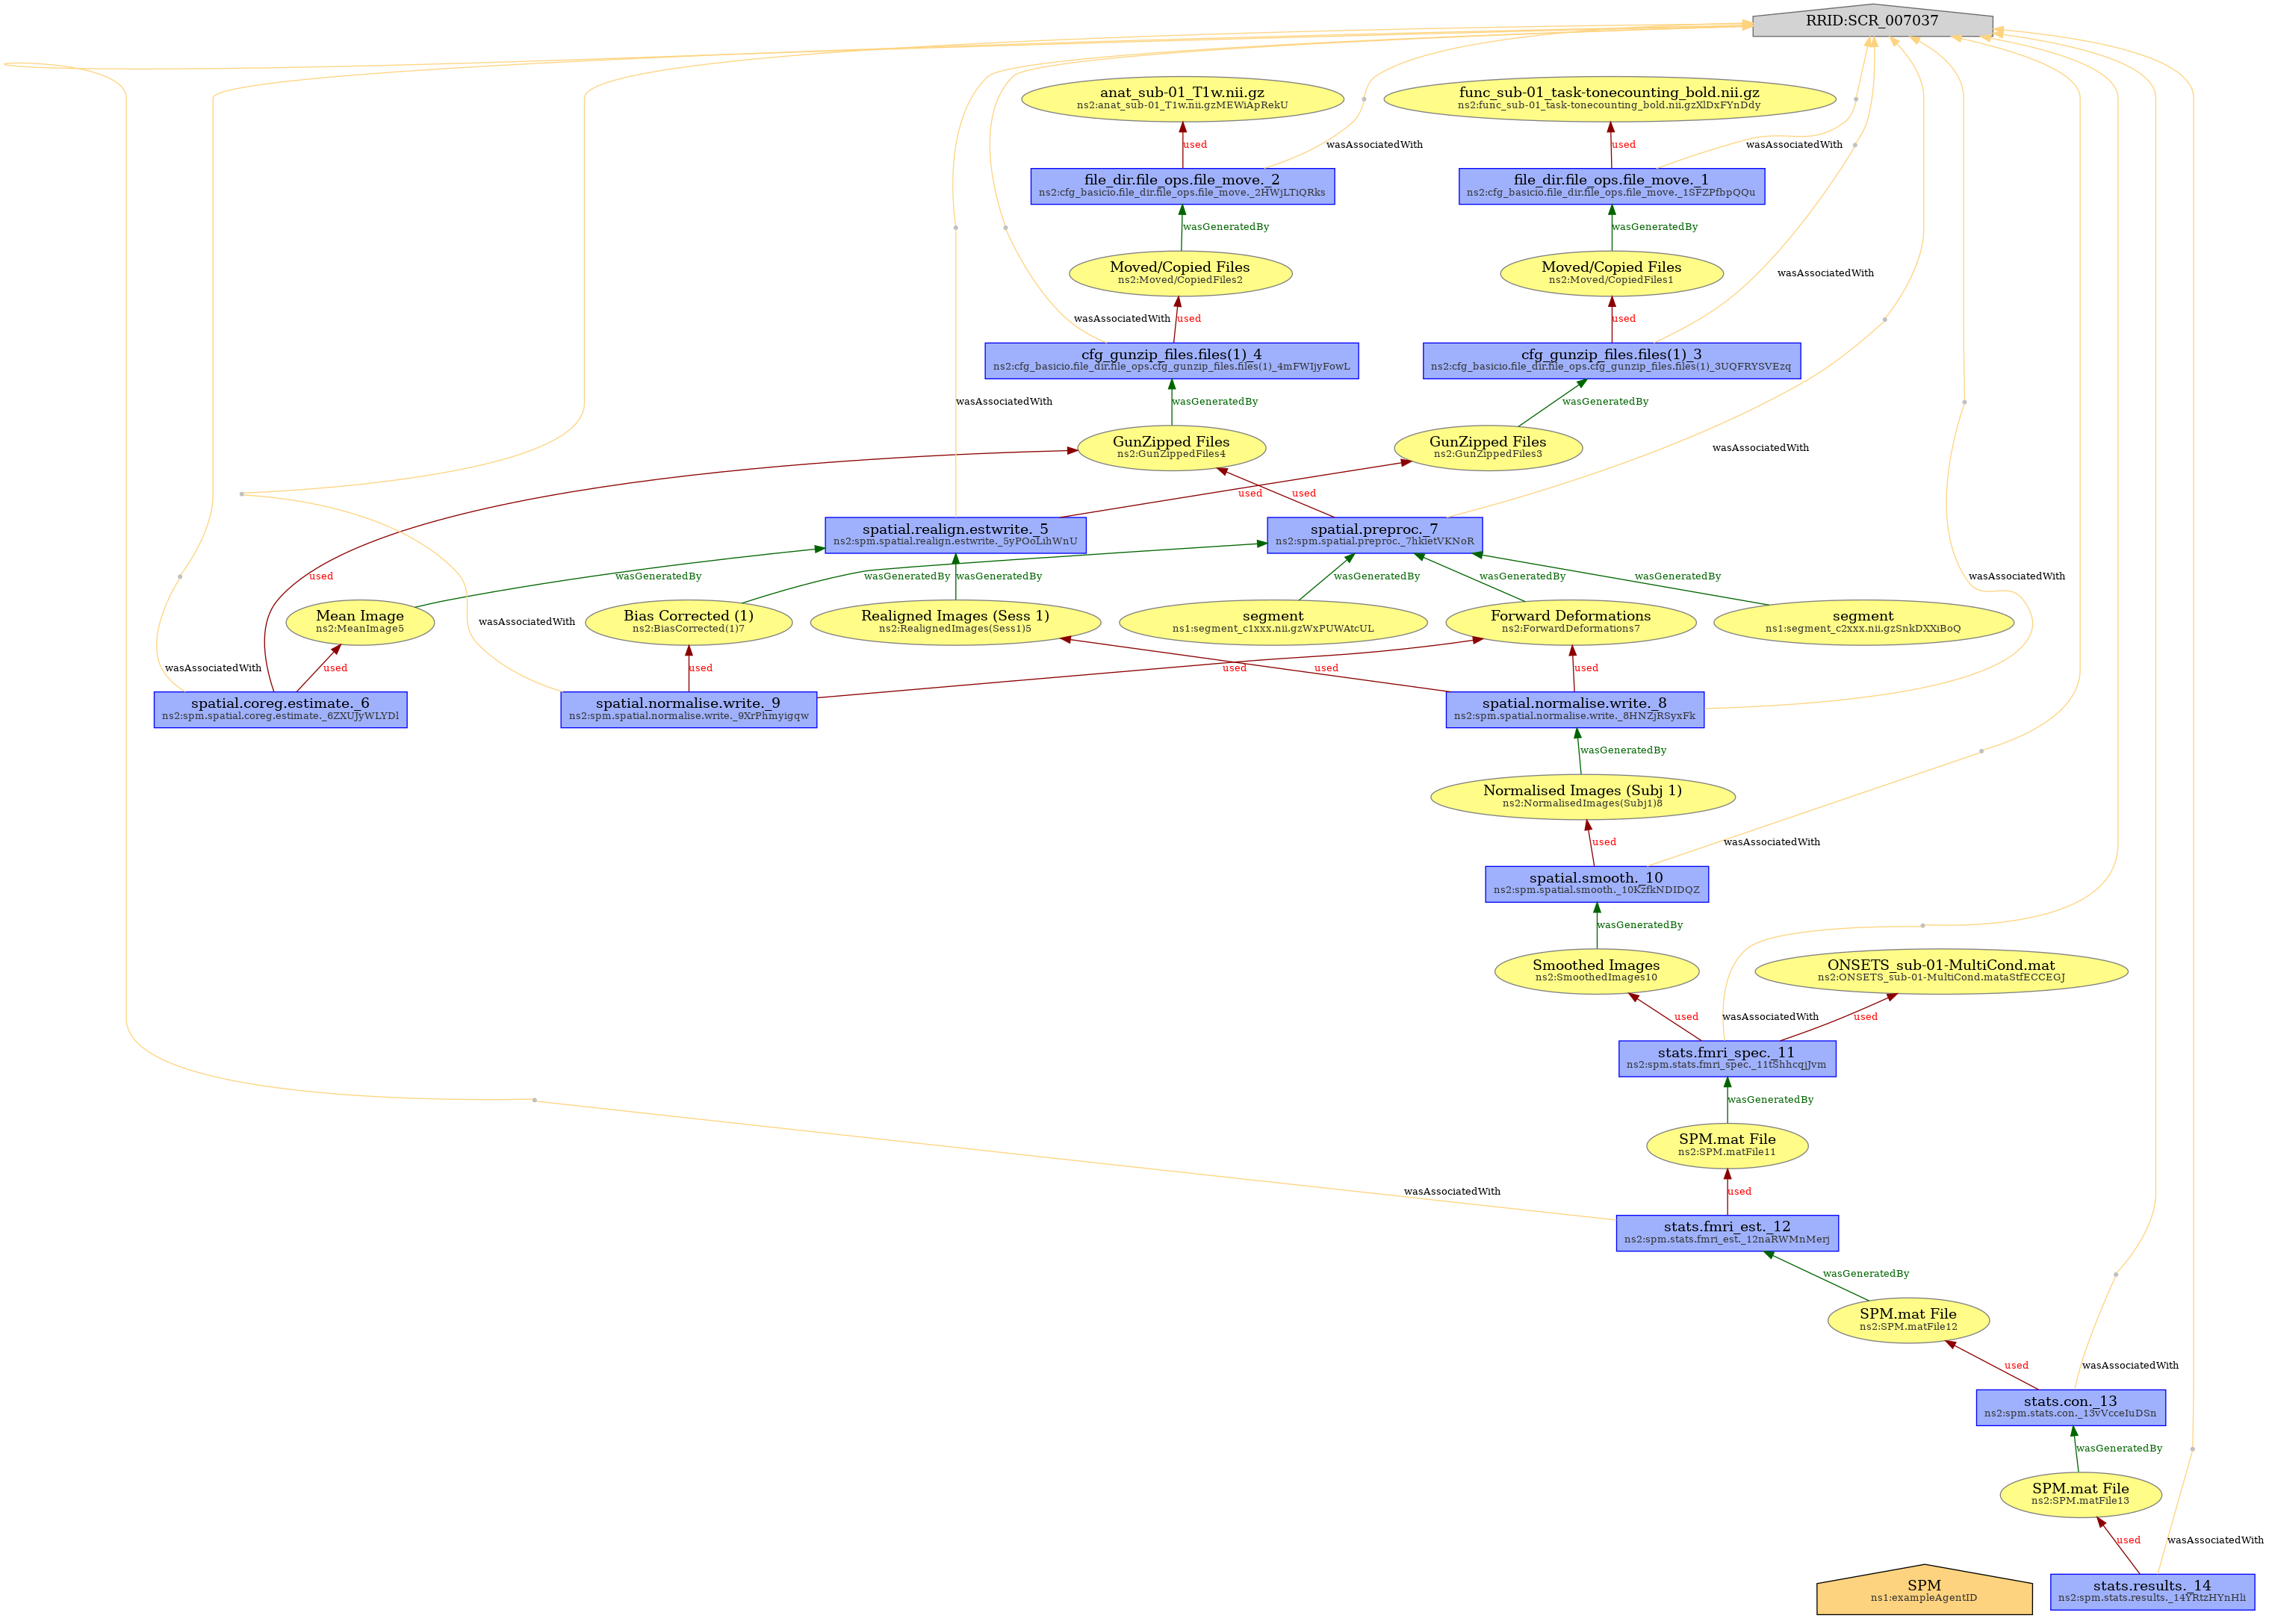 RRID:SCR_007037
anat_sub-01_T1w.nii.gz
ns2:anat_sub-01_T1w.nii.gzMEWiApRekU
func_sub-01_task-tonecounting_bold.nii.gz
ns2:func_sub-01_task-tonecounting_bold.nii.gzXlDxFYnDdy
used
wasAssociatedWith
used
wasAssociatedWith
file_dir.file_ops.file_move._2
ns2:cfg_basicio.file_dir.file_ops.file_move._2HWjLTiQRks
file_dir.file_ops.file_move._1
ns2:cfg_basicio.file_dir.file_ops.file_move._1SFZPfbpQQu
wasGeneratedBy
wasGeneratedBy
Moved/Copied Files
ns2:Moved/CopiedFiles2
Moved/Copied Files
ns2:Moved/CopiedFiles1
wasAssociatedWith
wasAssociatedWith
used
used
cfg_gunzip_files.files(1)_4
ns2:cfg_basicio.file_dir.file_ops.cfg_gunzip_files.files(1)_4mFWIjyFowL
cfg_gunzip_files.files(1)_3
ns2:cfg_basicio.file_dir.file_ops.cfg_gunzip_files.files(1)_3UQFRYSVEzq
wasAssociatedWith
wasGeneratedBy
wasGeneratedBy
GunZipped Files
ns2:GunZippedFiles4
GunZipped Files
ns2:GunZippedFiles3
wasAssociatedWith
used
used
spatial.realign.estwrite._5
ns2:spm.spatial.realign.estwrite._5yPOoLihWnU
spatial.preproc._7
ns2:spm.spatial.preproc._7hkietVKNoR
used
wasGeneratedBy
wasGeneratedBy
wasGeneratedBy
wasGeneratedBy
wasGeneratedBy
wasGeneratedBy
wasAssociatedWith
Mean Image
ns2:MeanImage5
wasAssociatedWith
Bias Corrected (1)
ns2:BiasCorrected(1)7
Realigned Images (Sess 1)
ns2:RealignedImages(Sess1)5
segment
ns1:segment_c1xxx.nii.gzWxPUWAtcUL
Forward Deformations
ns2:ForwardDeformations7
segment
ns1:segment_c2xxx.nii.gzSnkDXXiBoQ
wasAssociatedWith
used
used
used
used
used
spatial.coreg.estimate._6
ns2:spm.spatial.coreg.estimate._6ZXUJyWLYDl
spatial.normalise.write._9
ns2:spm.spatial.normalise.write._9XrPhmyigqw
spatial.normalise.write._8
ns2:spm.spatial.normalise.write._8HNZjRSyxFk
wasGeneratedBy
Normalised Images (Subj 1)
ns2:NormalisedImages(Subj1)8
used
wasAssociatedWith
spatial.smooth._10
ns2:spm.spatial.smooth._10KzfkNDIDQZ
wasGeneratedBy
Smoothed Images
ns2:SmoothedImages10
ONSETS_sub-01-MultiCond.mat
ns2:ONSETS_sub-01-MultiCond.mataStfECCEGJ
used
wasAssociatedWith
used
stats.fmri_spec._11
ns2:spm.stats.fmri_spec._11tShhcqjJvm
wasGeneratedBy
SPM.mat File
ns2:SPM.matFile11
wasAssociatedWith
used
stats.fmri_est._12
ns2:spm.stats.fmri_est._12naRWMnMerj
wasGeneratedBy
SPM.mat File
ns2:SPM.matFile12
used
wasAssociatedWith
stats.con._13
ns2:spm.stats.con._13vVcceIuDSn
wasGeneratedBy
SPM.mat File
ns2:SPM.matFile13
used
wasAssociatedWith
SPM
ns1:exampleAgentID
stats.results._14
ns2:spm.stats.results._14YRtzHYnHli